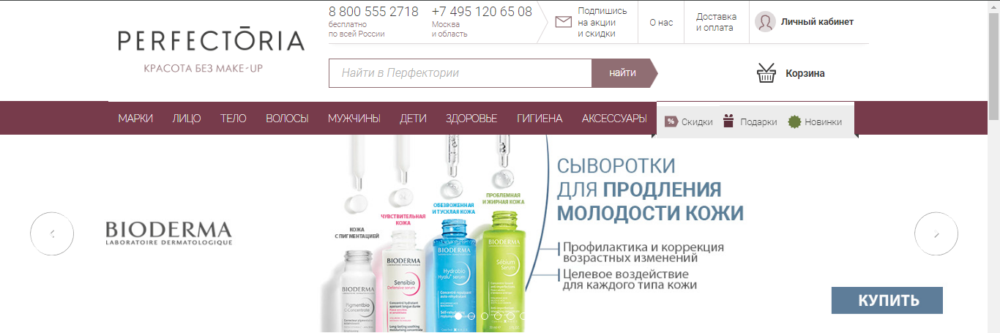 PERFECTŌRIA
КРАСОТА БЕЗ MAKE-UP
8 800 555 2718
бесплатно
по всей России
+7 495 120 65 08
Москва
и область
Подпишись
на акции
и скидки
О нас
Доставка
и оплата
Личный кабинет
Найти в Перфектории
найти
Корзина
МАРКИ ЛИЦО ТЕЛО ВОЛОСЫ МУЖЧИНЫ ДЕТИ ЗДОРОВЬЕ ГИГИЕНА АКСЕССУАРЫ
% Скидки Подарки Новинки
BIODERMA
LABORATOIRE DERMATOLOGIQUE
КОЖА
С ПИГМЕНТАЦИЕЙ
ЧУВСТВИТЕЛЬНАЯ
КОЖА
ОБЕЗВОЖЕННАЯ
И ТУСКЛАЯ КОЖА
ПРОБЛЕМНАЯ
И ЖИРНАЯ КОЖА
BIODERMA
Pigmentbio
C-Concentrate
BIODERMA
Sensibio
Defensive serum
BIODERMA
Hydrabio
Hyalu+ serum
BIODERMA
Sébium
Serum
СЫВОРОТКИ
ДЛЯ ПРОДЛЕНИЯ
МОЛОДОСТИ КОЖИ
Профилактика и коррекция
возрастных изменений
Целевое воздействие
для каждого типа кожи
КУПИТЬ